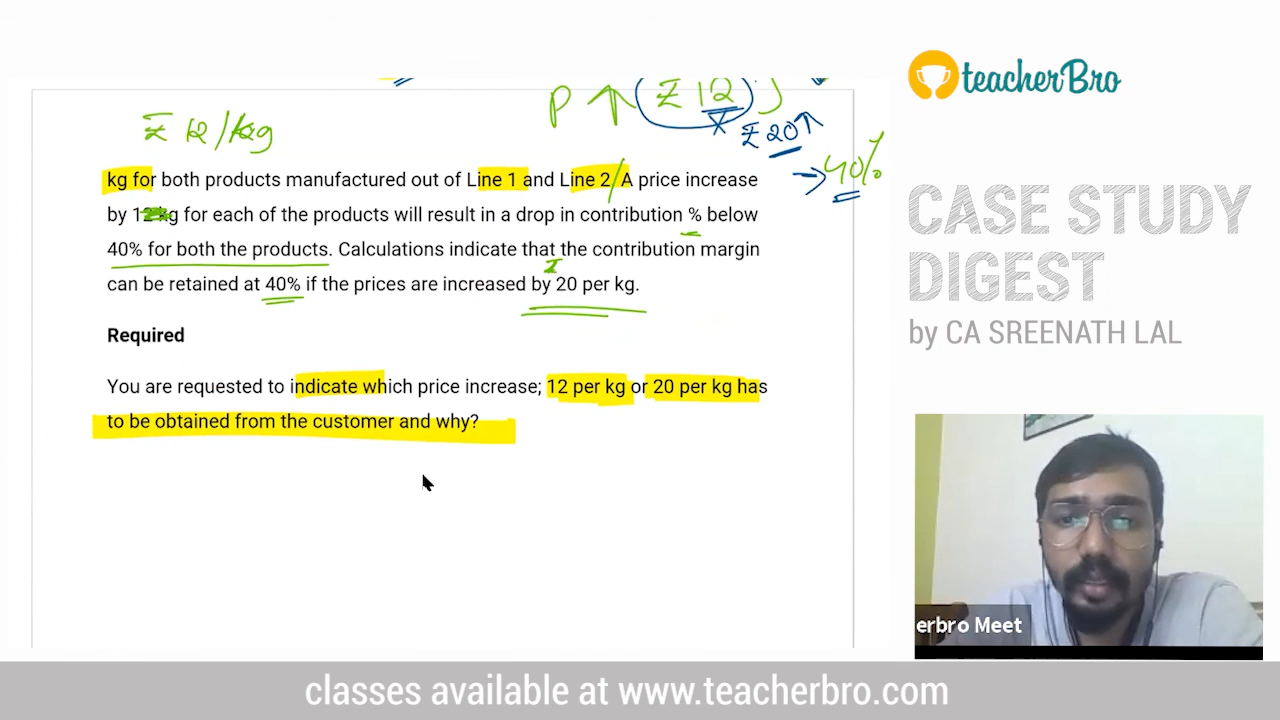 teacherBro
P ↑ ₹ 12
₹ 20 ↑
₹ 12/kg
→ 40%
kg for both products manufactured out of Line 1 and Line 2/A price increase
by 12 kg for each of the products will result in a drop in contribution % below
40% for both the products. Calculations indicate that the contribution margin
can be retained at 40% if the prices are increased by 20 per kg.
Required
You are requested to indicate which price increase; 12 per kg or 20 per kg has
to be obtained from the customer and why?
CASE STUDY
DIGEST
by CA SREENATH LAL
erbro Meet
classes available at www.teacherbro.com